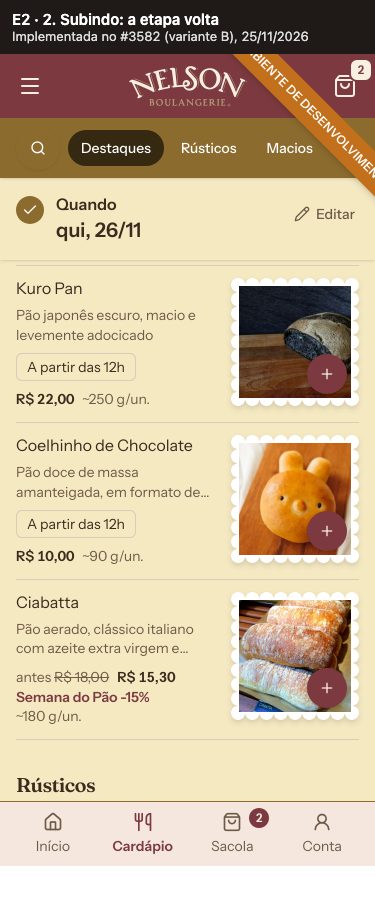 E2 · 2. Subindo: a etapa volta
Implementada no #3582 (variante B), 25/11/2026
NELSON
BOULANGERIE.
2
BIENTE DE DESENVOLVIMEN
Destaques
Rústicos
Macios
Quando
qui, 26/11
Editar
Kuro Pan
Pão japonês escuro, macio e
levemente adocicado
A partir das 12h
R$ 22,00 ~250 g/un.
Coelhinho de Chocolate
Pão doce de massa
amanteigada, em formato de...
A partir das 12h
R$ 10,00 ~90 g/un.
Ciabatta
Pão aerado, clássico italiano
com azeite extra virgem e...
antes R$ 18,00 R$ 15,30
Semana do Pão -15%
~180 g/un.
Rústicos
Início
Cardápio
Sacola
2
Conta